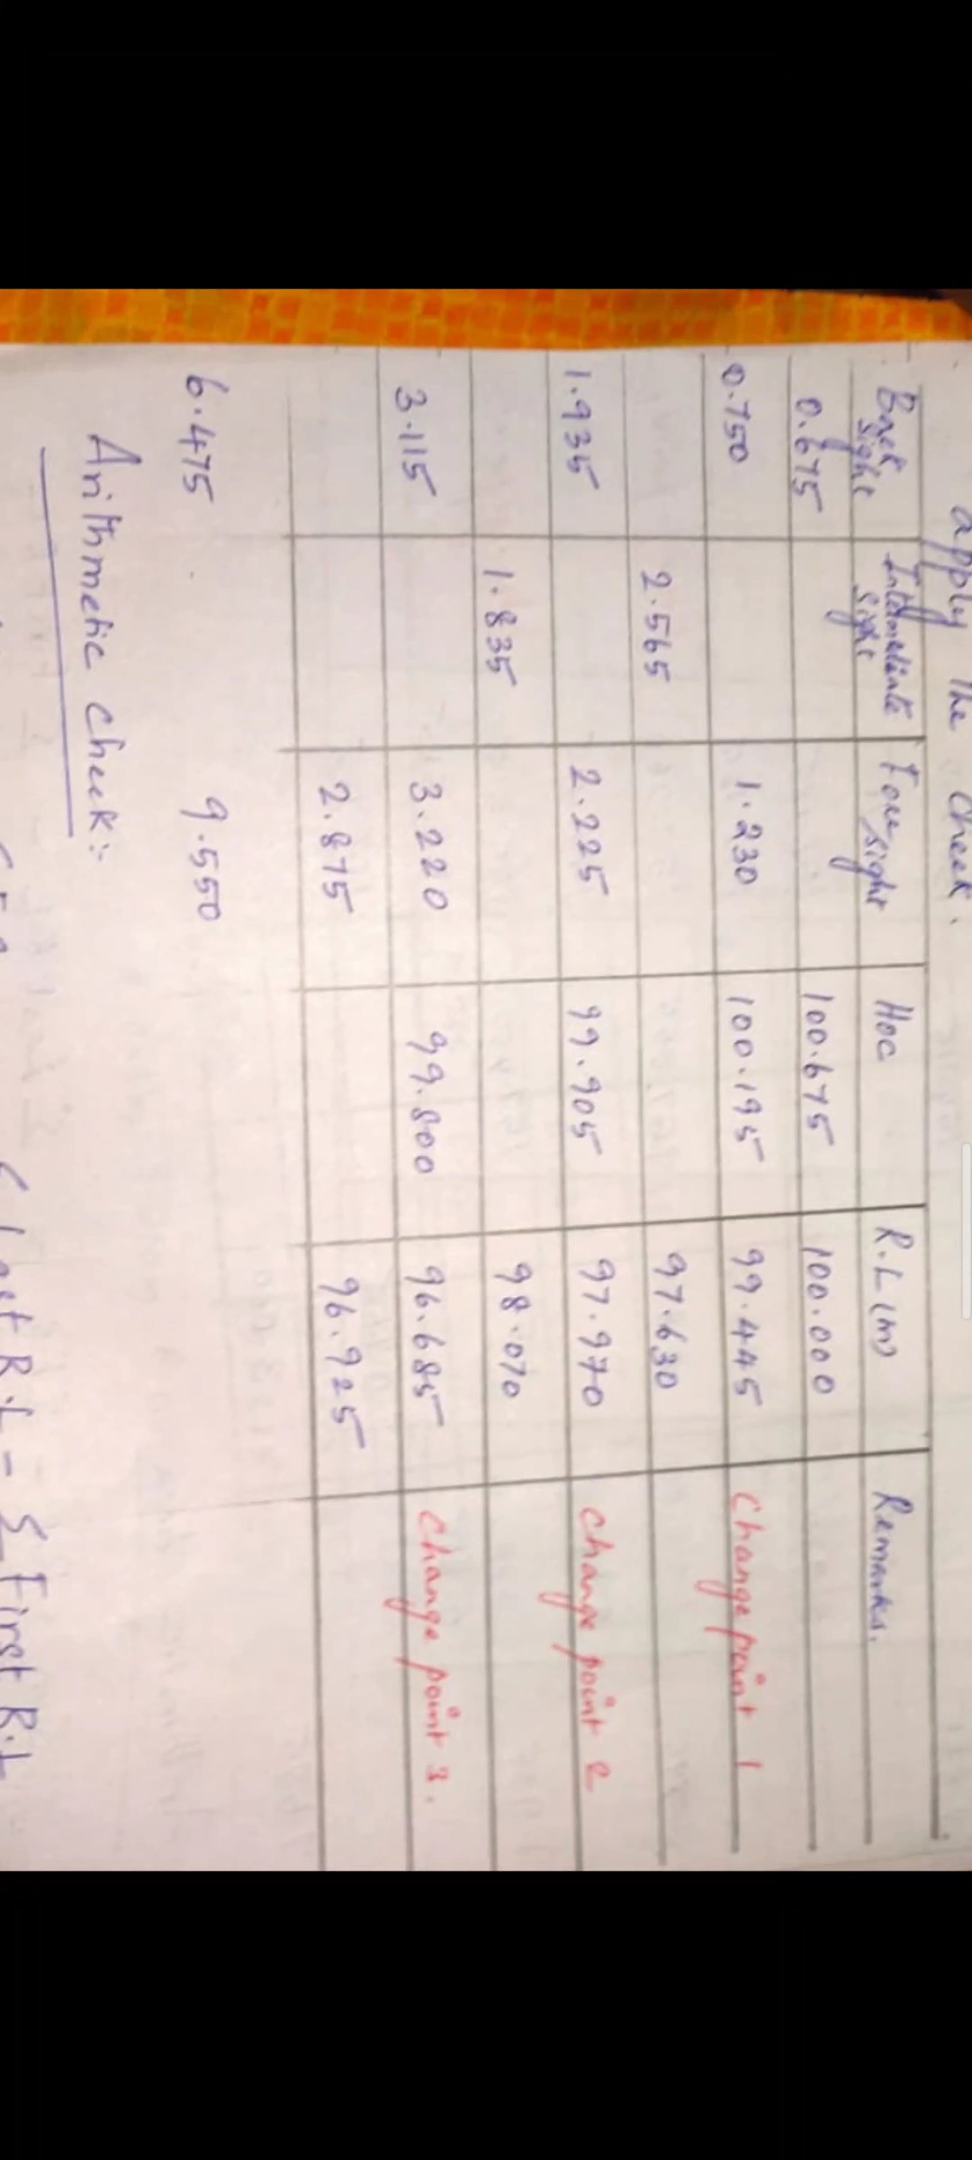 apply the check.
Back sight Intermediate sight Fore sight HOC R.L (m) Remarks.
0.675 100.675 100.000
0.750 1.230 100.195 99.445 Change point 1
2.565 97.630
1.935 2.225 99.905 97.970 Change point 2
1.835 98.070
3.115 3.220 99.800 96.685 Change point 3.
2.875 96.925
6.475 9.550
Arithmetic check:-
Last R.L - Σ First R.L